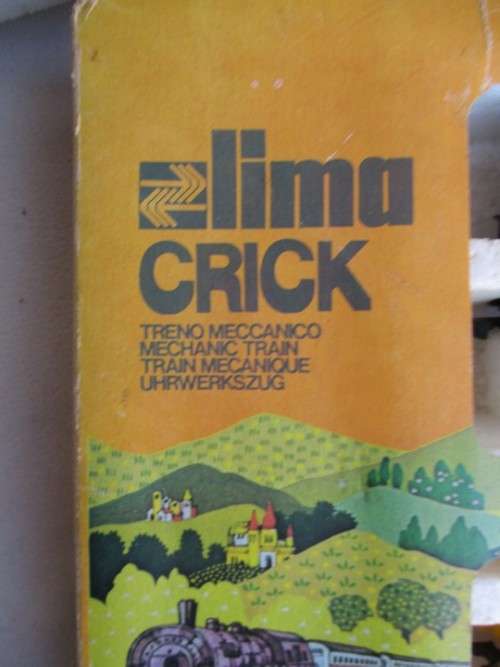 lima
CRICK
TRENO MECCANICO
MECHANIC TRAIN
TRAIN MECANIQUE
UHRWERKSZUG